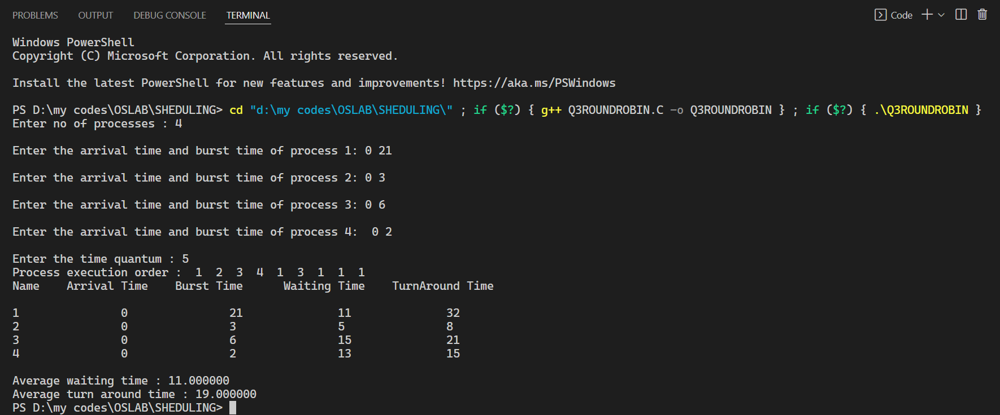 PROBLEMS OUTPUT DEBUG CONSOLE TERMINAL Code
Windows PowerShell
Copyright (C) Microsoft Corporation. All rights reserved.
Install the latest PowerShell for new features and improvements! https://aka.ms/PSWindows
PS D:\my codes\OSLAB\SHEDULING> cd "d:\my codes\OSLAB\SHEDULING\" ; if ($?) { g++ Q3ROUNDROBIN.C -o Q3ROUNDROBIN } ; if ($?) { .\Q3ROUNDROBIN }
Enter no of processes : 4
Enter the arrival time and burst time of process 1: 0 21
Enter the arrival time and burst time of process 2: 0 3
Enter the arrival time and burst time of process 3: 0 6
Enter the arrival time and burst time of process 4:  0 2
Enter the time quantum : 5
Process execution order :  1  2  3  4  1  3  1  1  1
Name    Arrival Time    Burst Time      Waiting Time    TurnAround Time
1               0               21              11              32
2               0               3               5               8
3               0               6               15              21
4               0               2               13              15
Average waiting time : 11.000000
Average turn around time : 19.000000
PS D:\my codes\OSLAB\SHEDULING>